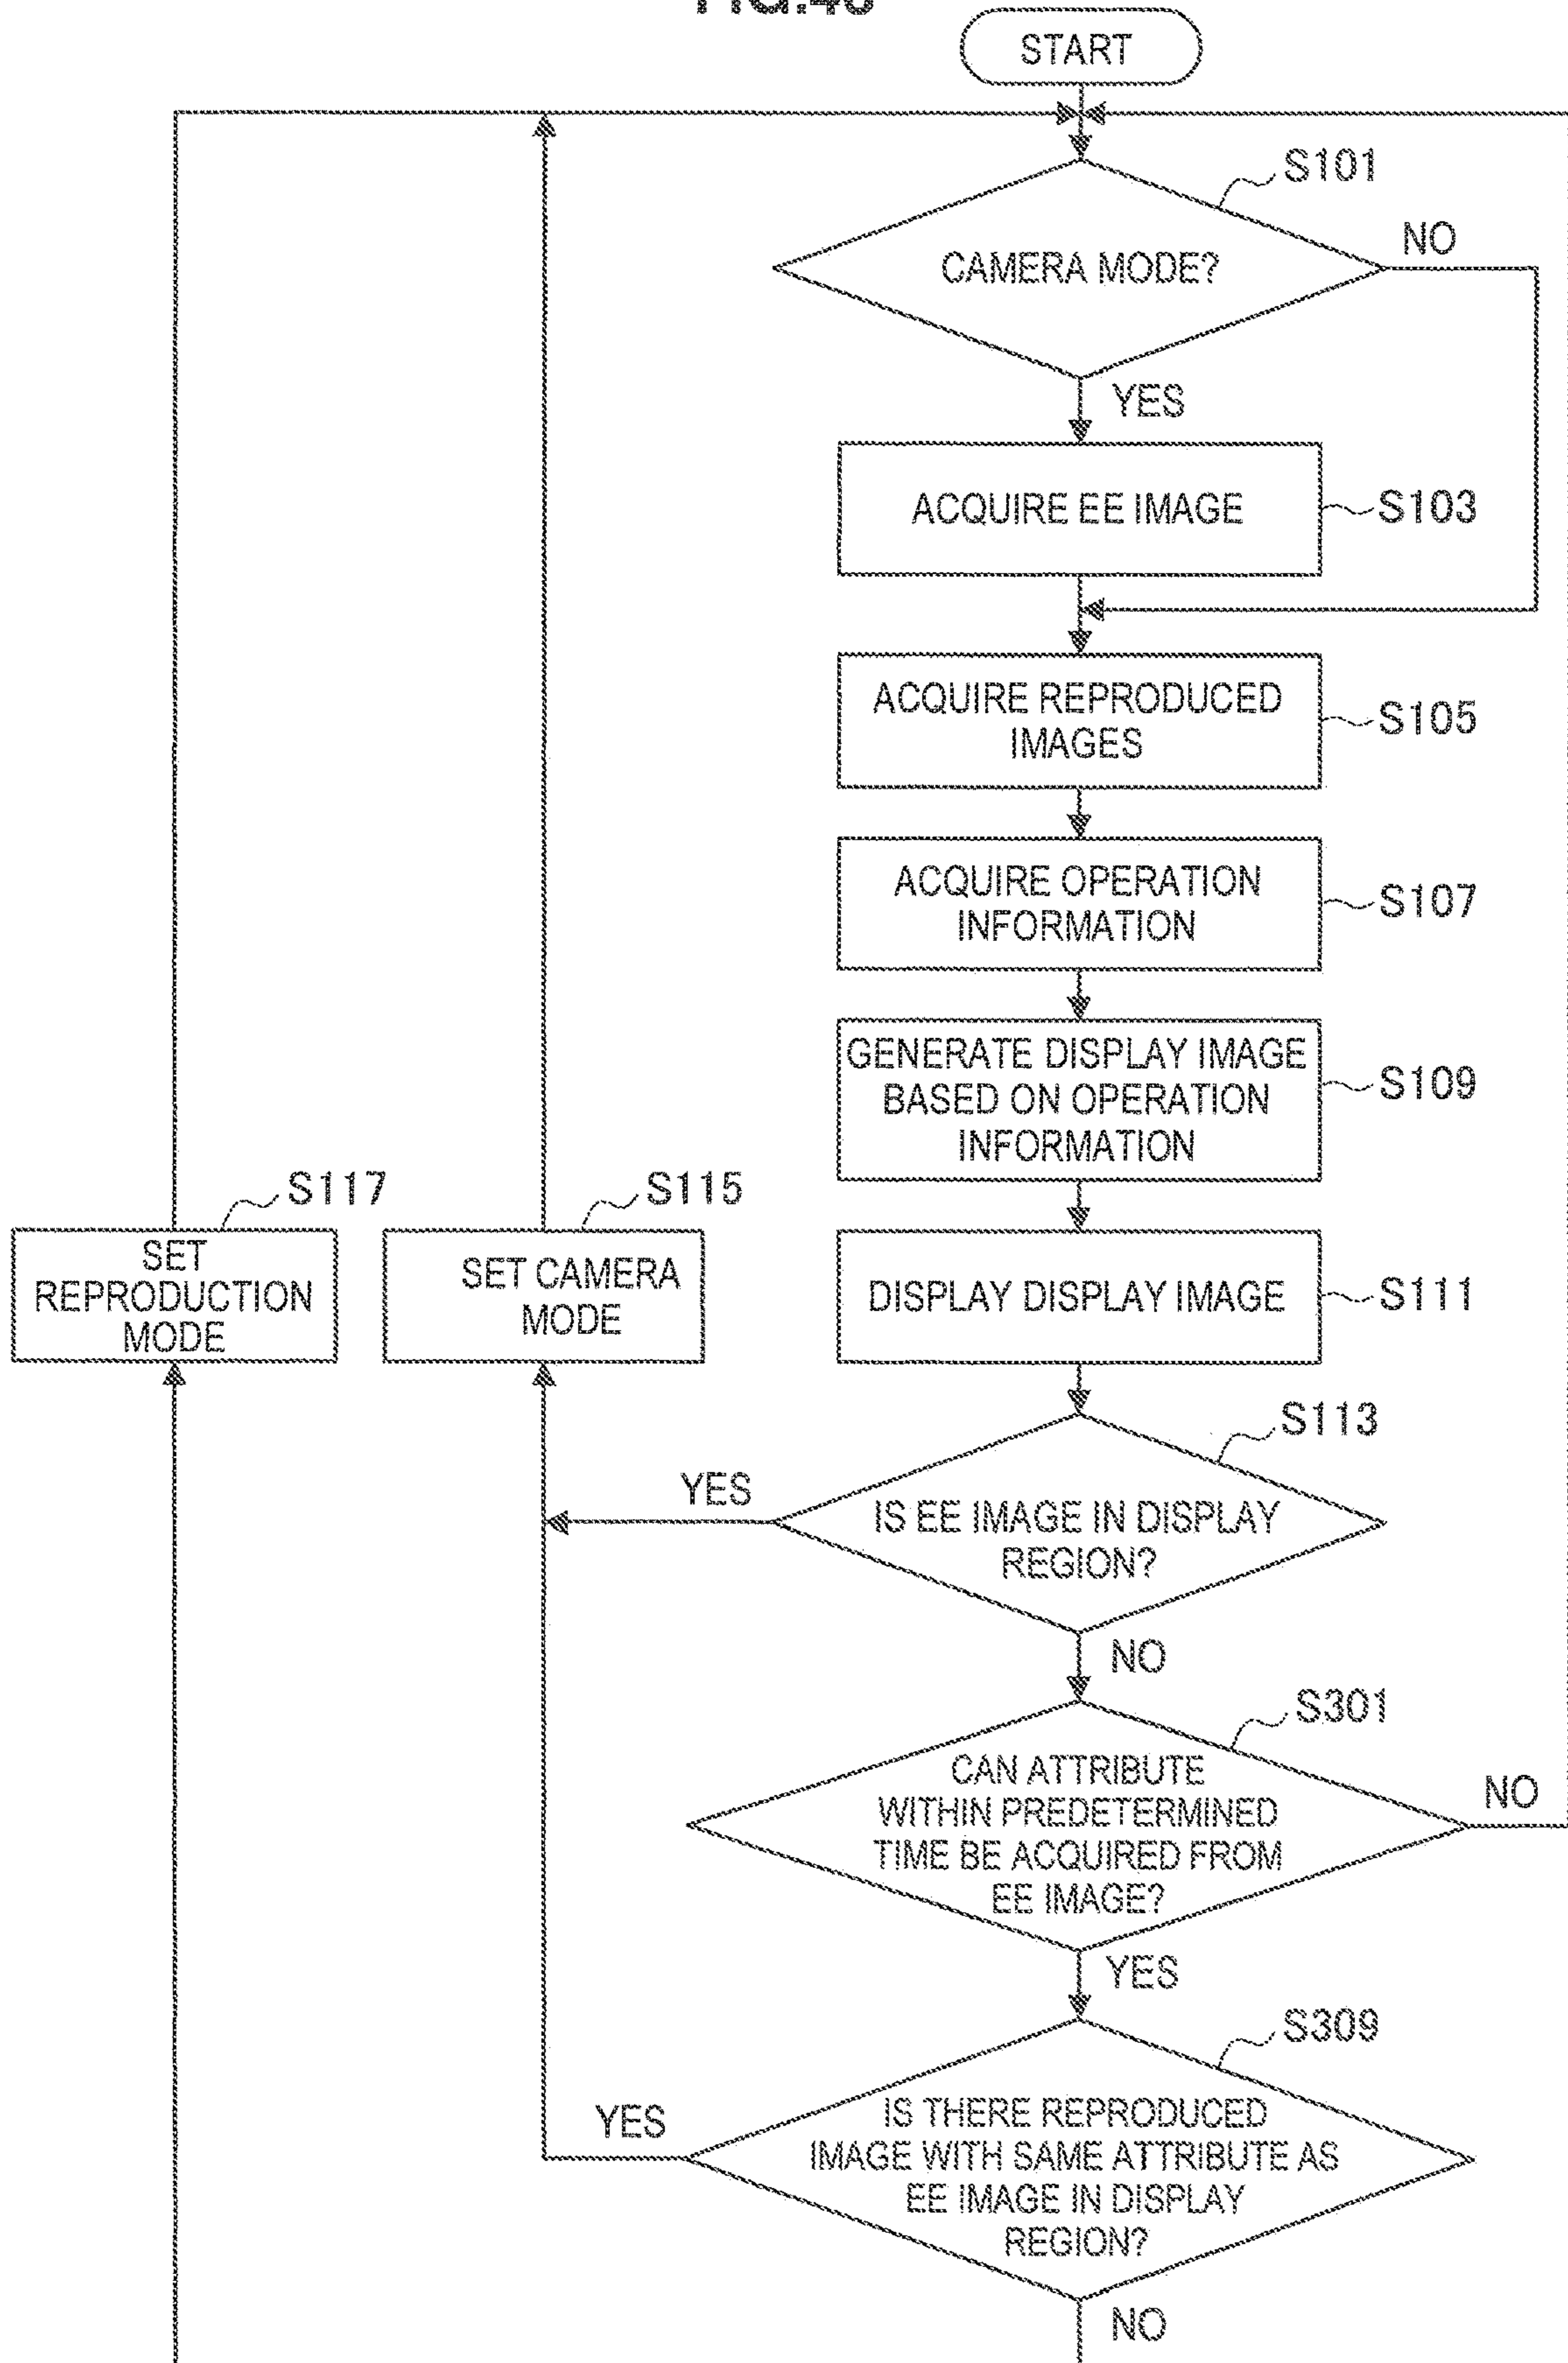 START
S101
CAMERA MODE?
NO
YES
ACQUIRE EE IMAGE
S103
ACQUIRE REPRODUCED
IMAGES
S105
ACQUIRE OPERATION
INFORMATION
S107
GENERATE DISPLAY IMAGE
BASED ON OPERATION
INFORMATION
S109
S117
SET
REPRODUCTION
MODE
S115
SET CAMERA
MODE
DISPLAY DISPLAY IMAGE
S111
S113
YES
IS EE IMAGE IN DISPLAY
REGION?
NO
S301
CAN ATTRIBUTE
WITHIN PREDETERMINED
TIME BE ACQUIRED FROM
EE IMAGE?
NO
YES
S309
YES
IS THERE REPRODUCED
IMAGE WITH SAME ATTRIBUTE AS
EE IMAGE IN DISPLAY
REGION?
NO